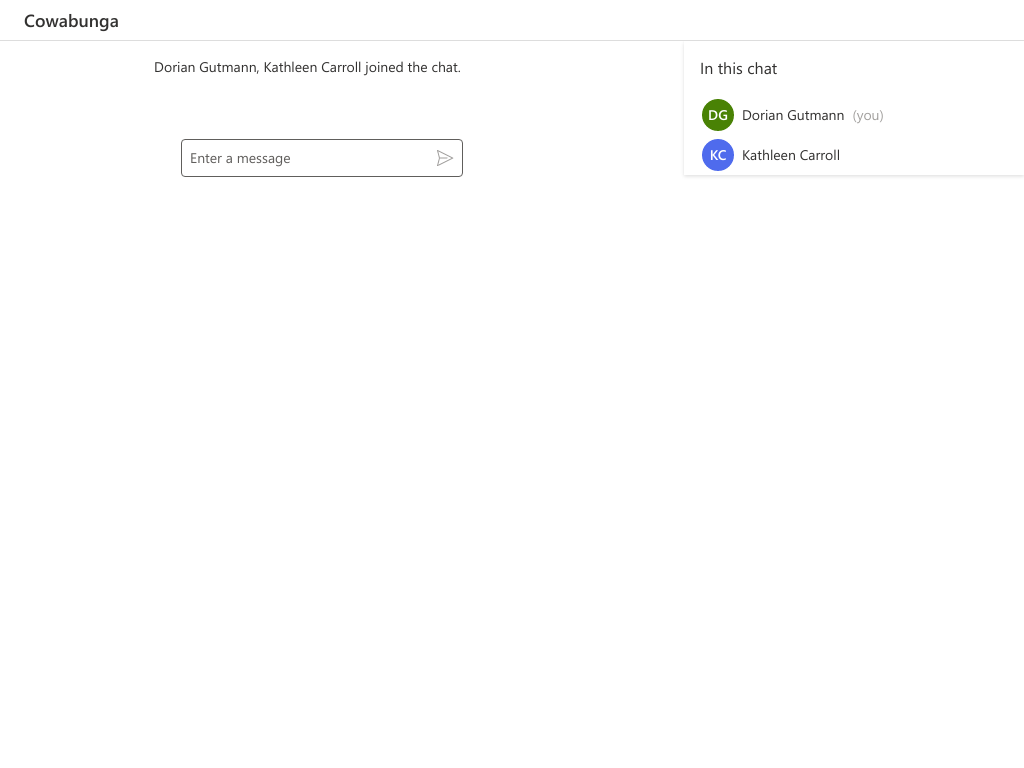 Cowabunga
Dorian Gutmann, Kathleen Carroll joined the chat.
Enter a message
In this chat
DG Dorian Gutmann (you)
KC Kathleen Carroll